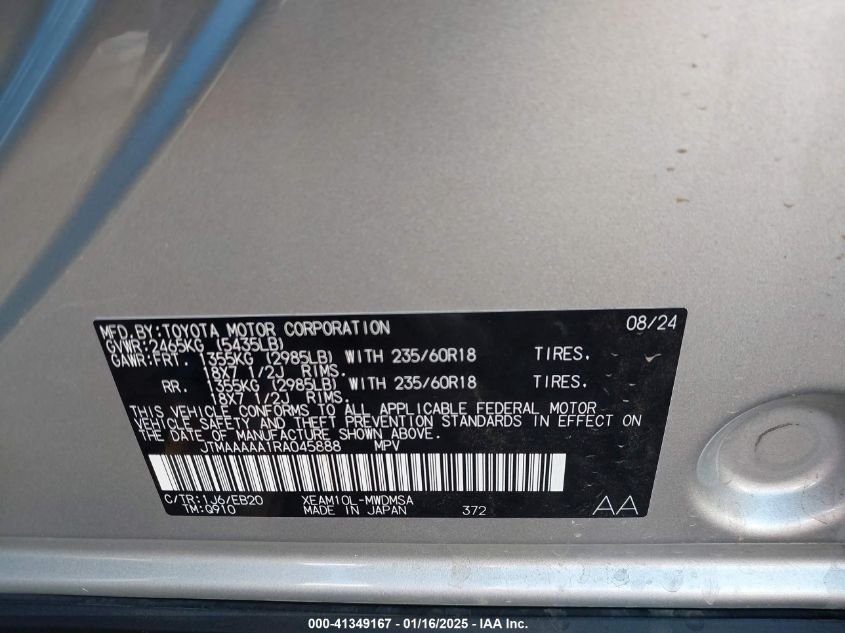 MFD.BY:TOYOTA MOTOR CORPORATION 08/24
GVWR:2465KG (5435LB)
GAWR:FRT. 1355KG (2985LB) WITH 235/60R18 TIRES.
18X7 1/2J RIMS.
RR. 1355KG (2985LB) WITH 235/60R18 TIRES.
18X7 1/2J RIMS.
THIS VEHICLE CONFORMS TO ALL APPLICABLE FEDERAL MOTOR
VEHICLE SAFETY AND THEFT PREVENTION STANDARDS IN EFFECT ON
THE DATE OF MANUFACTURE SHOWN ABOVE.
JTMAAAAA1RA045888 MPV
C/TR:1J6/EB20 XEAM10L-MWDMSA
TM:Q910 MADE IN JAPAN 372 AA
000-41349167 - 01/16/2025 - IAA Inc.